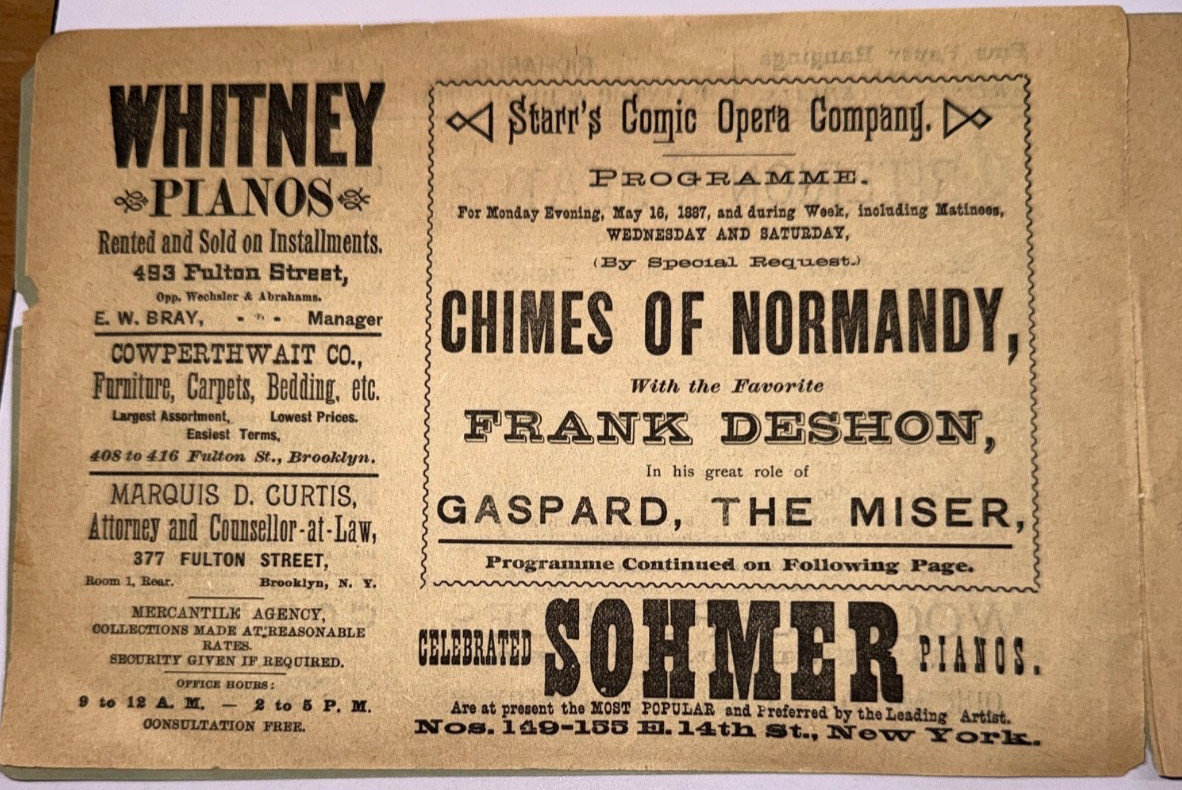 WHITNEY
PIANOS
Rented and Sold on Installments.
493 Fulton Street,
Opp. Wechsler & Abrahams.
E. W. BRAY, - - - Manager
COWPERTHWAIT CO.,
Furniture, Carpets, Bedding, etc.
Largest Assortment, Lowest Prices.
Easiest Terms,
408 to 416 Fulton St., Brooklyn.
MARQUIS D. CURTIS,
Attorney and Counsellor-at-Law,
377 FULTON STREET,
Room 1, Rear. Brooklyn, N. Y.
MERCANTILE AGENCY,
COLLECTIONS MADE AT REASONABLE
RATES.
SECURITY GIVEN IF REQUIRED.
OFFICE HOURS:
9 to 12 A. M. — 2 to 5 P. M.
CONSULTATION FREE.
Starr's Comic Opera Company.
PROGRAMME.
For Monday Evening, May 16, 1887, and during Week, including Matinees,
WEDNESDAY AND SATURDAY,
(By Special Request.)
CHIMES OF NORMANDY,
With the Favorite
FRANK DESHON,
In his great role of
GASPARD, THE MISER,
Programme Continued on Following Page.
CELEBRATED SOHMER PIANOS.
Are at present the MOST POPULAR and Preferred by the Leading Artist.
Nos. 149-155 E. 14th St., New York.